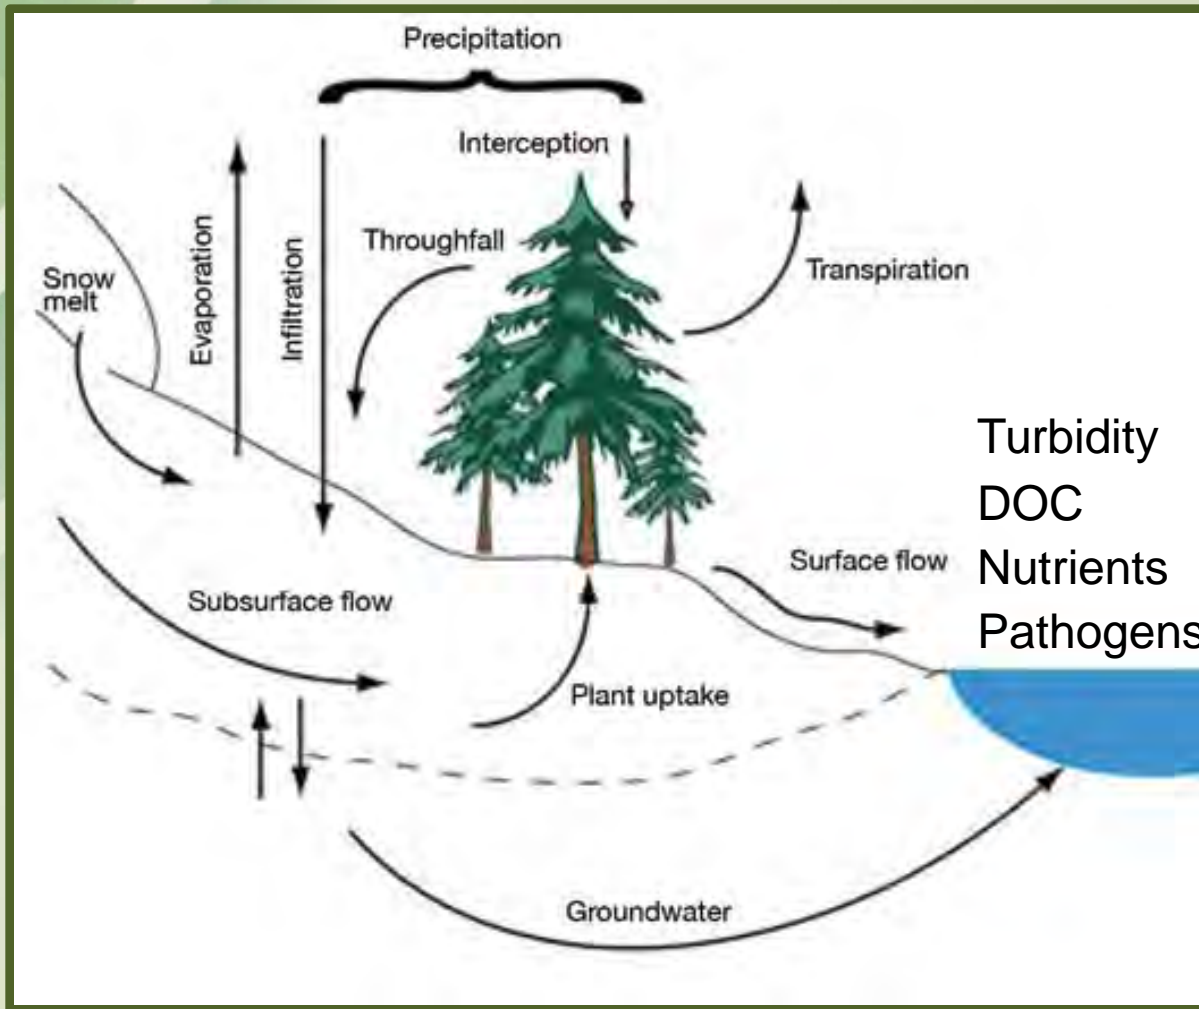 Precipitation
Interception
Throughfall
Evaporation
Infiltration
Snow
melt
Transpiration
Turbidity
DOC
Nutrients
Pathogens
Surface flow
Subsurface flow
Plant uptake
Groundwater